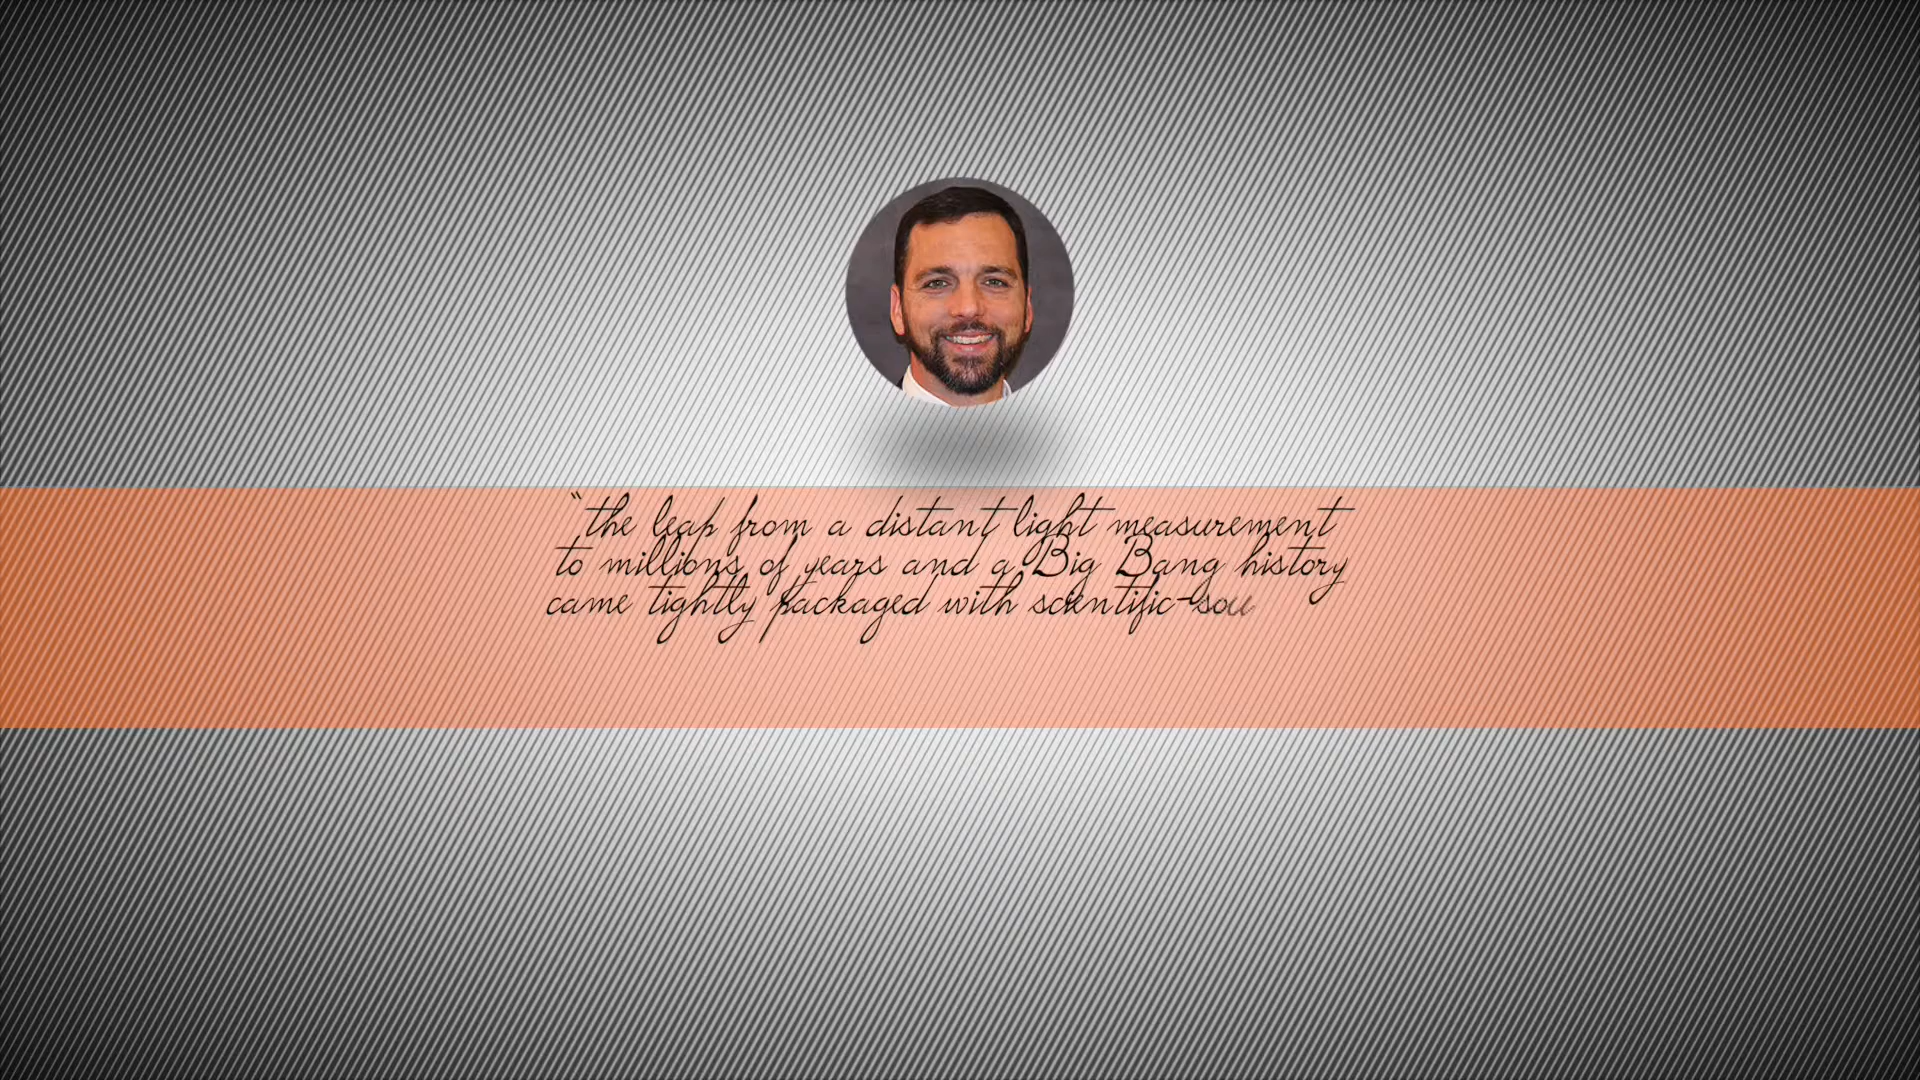 "the leap from a distant light measurement
to millions of years and a Big Bang history
came tightly packaged with scientific-sou